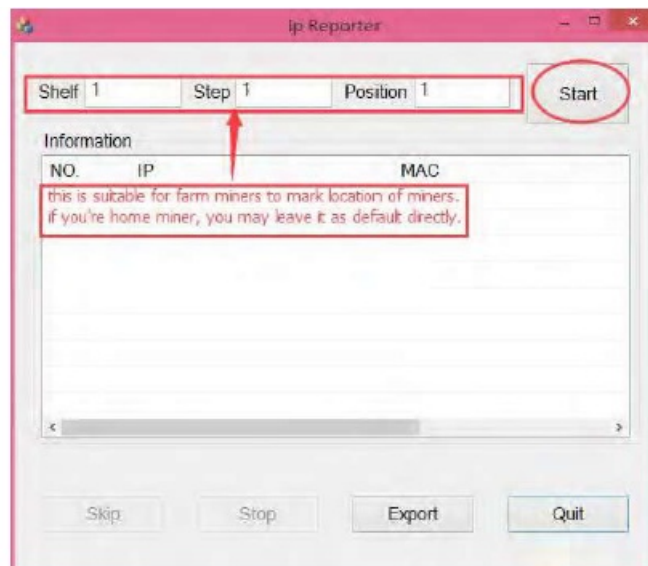 ip Reporter
Shelf 1 Step 1 Position 1 Start
Information
NO. IP MAC
this is suitable for farm miners to mark location of miners.
if you're home miner, you may leave it as default directly.
Skip Stop Export Quit